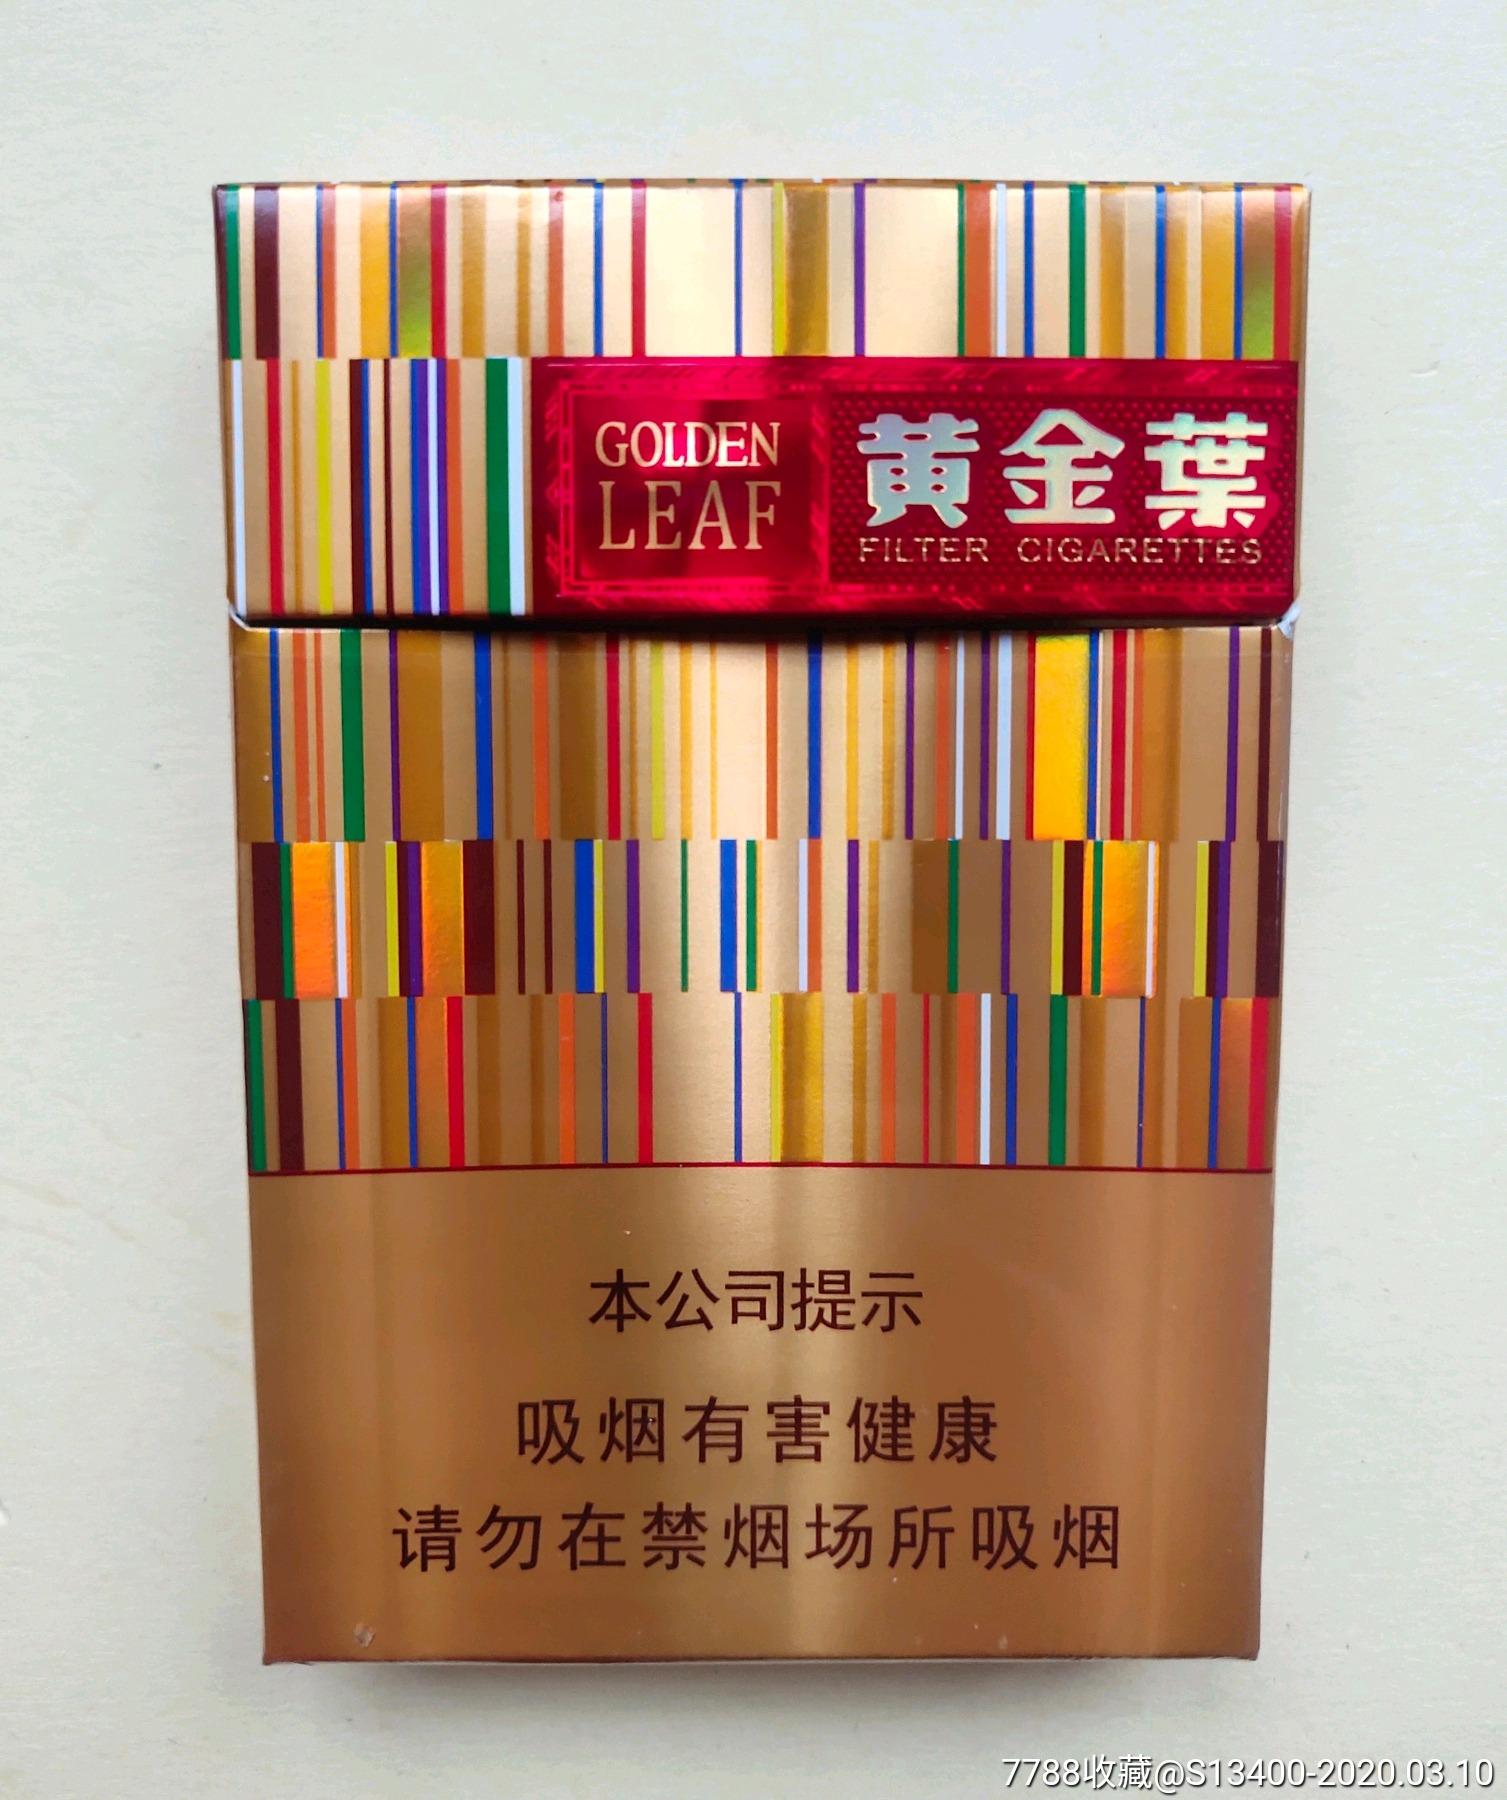 GOLDEN
LEAF
黄金葉
FILTER CIGARETTES
本公司提示
吸烟有害健康
请勿在禁烟场所吸烟
7788收藏@S13400-2020.03.10